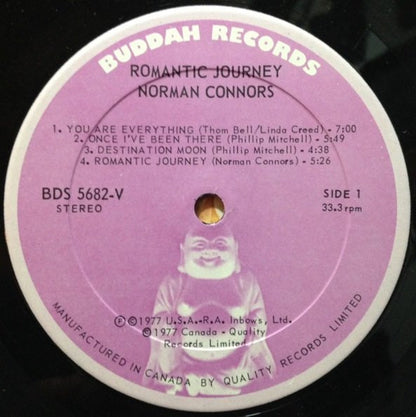 BUDDAH RECORDS
ROMANTIC JOURNEY
NORMAN CONNORS
1. YOU ARE EVERYTHING (Thom Bell/Linda Creed) - 7:00
2. ONCE I'VE BEEN THERE (Phillip Mitchell) - 5:49
3. DESTINATION MOON (Phillip Mitchell) - 4:38
4. ROMANTIC JOURNEY (Norman Connors) - 5:26
BDS 5682-V
STEREO
SIDE 1
33.3 rpm
℗©1977 U.S.A.-R.A. Inbows, Ltd.
©1977 Canada - Quality
Records Limited
MANUFACTURED IN CANADA BY QUALITY RECORDS LIMITED